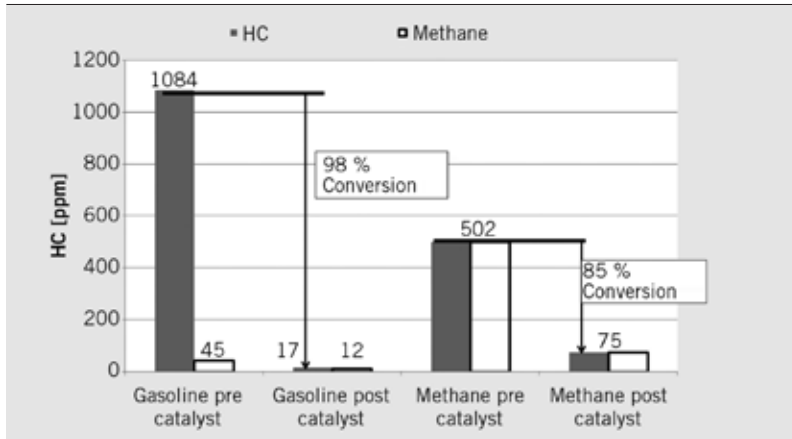 HC Methane
1200
1000
800
600
400
200
0
HC [ppm]
1084
45
98 %
Conversion
17
12
502
85 %
Conversion
75
Gasoline pre
catalyst
Gasoline post
catalyst
Methane pre
catalyst
Methane post
catalyst